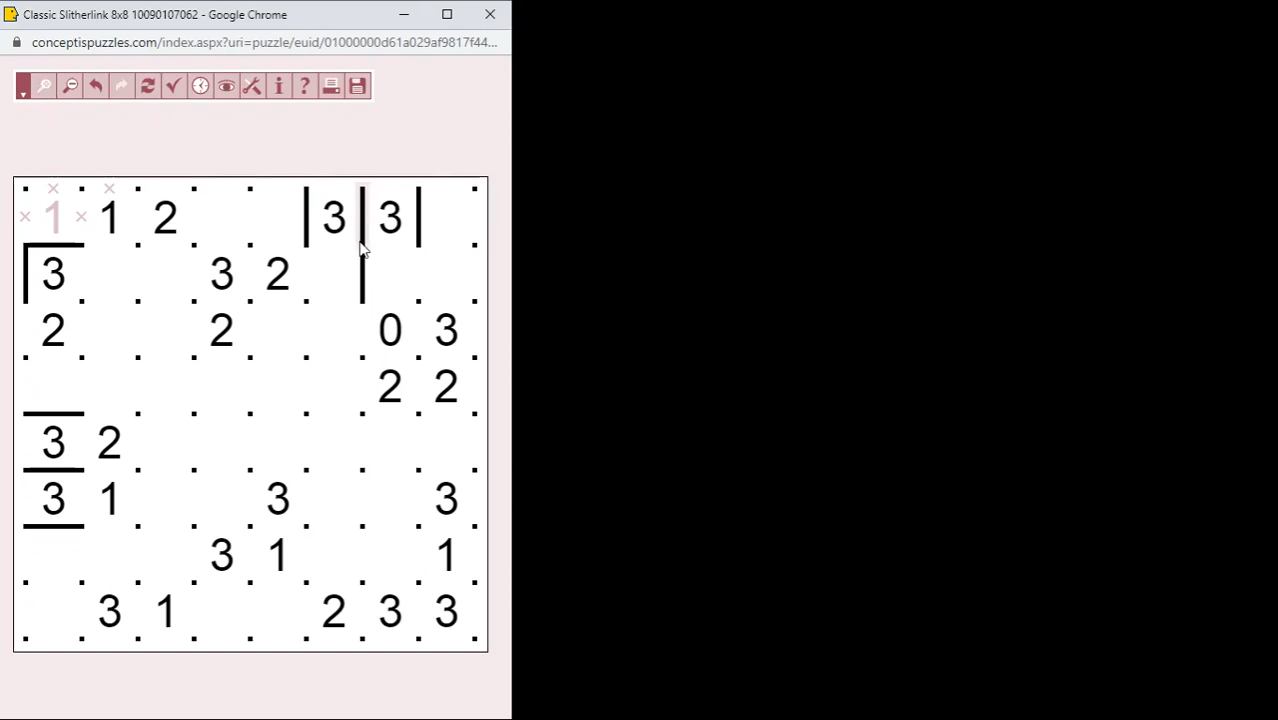 Classic Slitherlink 8x8 10090107062 - Google Chrome
conceptispuzzles.com/index.aspx?uri=puzzle/euid/01000000d61a029af9817f44...
1 1 2 3 3
3 3 2
2 2 0 3
2 2
3 2
3 1 3 3
3 1 1
3 1 2 3 3